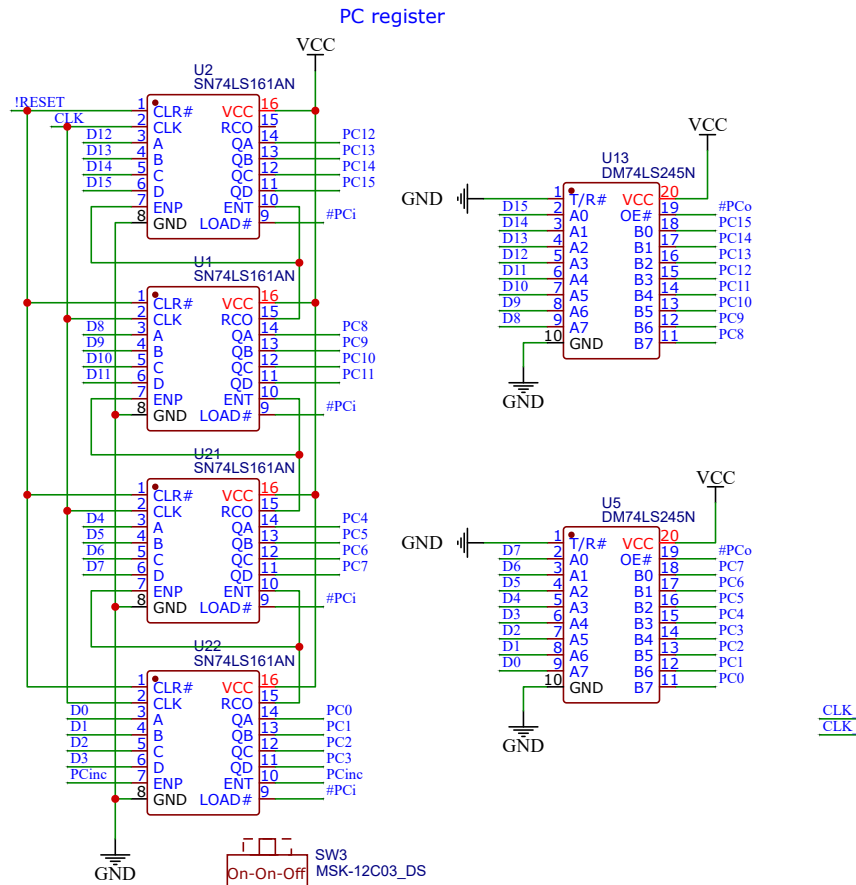 PC register
VCC
U2
SN74LS161AN
!RESET
CLK
D12
D13
D14
D15
1 CLR# VCC 16
2 CLK RCO 15
3 A QA 14 PC12
4 B QB 13 PC13
5 C QC 12 PC14
6 D QD 11 PC15
7 ENP ENT 10
8 GND LOAD# 9 #PCi
U1
SN74LS161AN
1 CLR# VCC 16
2 CLK RCO 15
D8 3 A QA 14 PC8
D9 4 B QB 13 PC9
D10 5 C QC 12 PC10
D11 6 D QD 11 PC11
7 ENP ENT 10
8 GND LOAD# 9 #PCi
U21
SN74LS161AN
1 CLR# VCC 16
2 CLK RCO 15
D4 3 A QA 14 PC4
D5 4 B QB 13 PC5
D6 5 C QC 12 PC6
D7 6 D QD 11 PC7
7 ENP ENT 10
8 GND LOAD# 9 #PCi
U22
SN74LS161AN
1 CLR# VCC 16
2 CLK RCO 15
D0 3 A QA 14 PC0
D1 4 B QB 13 PC1
D2 5 C QC 12 PC2
D3 6 D QD 11 PC3
PCinc 7 ENP ENT 10 PCinc
8 GND LOAD# 9 #PCi
GND
SW3
MSK-12C03_DS
On-On-Off
VCC
U13
DM74LS245N
GND 1 T/R# VCC 20
D15 2 A0 OE# 19 #PCo
D14 3 A1 B0 18 PC15
D13 4 A2 B1 17 PC14
D12 5 A3 B2 16 PC13
D11 6 A4 B3 15 PC12
D10 7 A5 B4 14 PC11
D9 8 A6 B5 13 PC10
D8 9 A7 B6 12 PC9
10 GND B7 11 PC8
GND
VCC
U5
DM74LS245N
GND 1 T/R# VCC 20
D7 2 A0 OE# 19 #PCo
D6 3 A1 B0 18 PC7
D5 4 A2 B1 17 PC6
D4 5 A3 B2 16 PC5
D3 6 A4 B3 15 PC4
D2 7 A5 B4 14 PC3
D1 8 A6 B5 13 PC2
D0 9 A7 B6 12 PC1
10 GND B7 11 PC0
GND
CLK
CLK